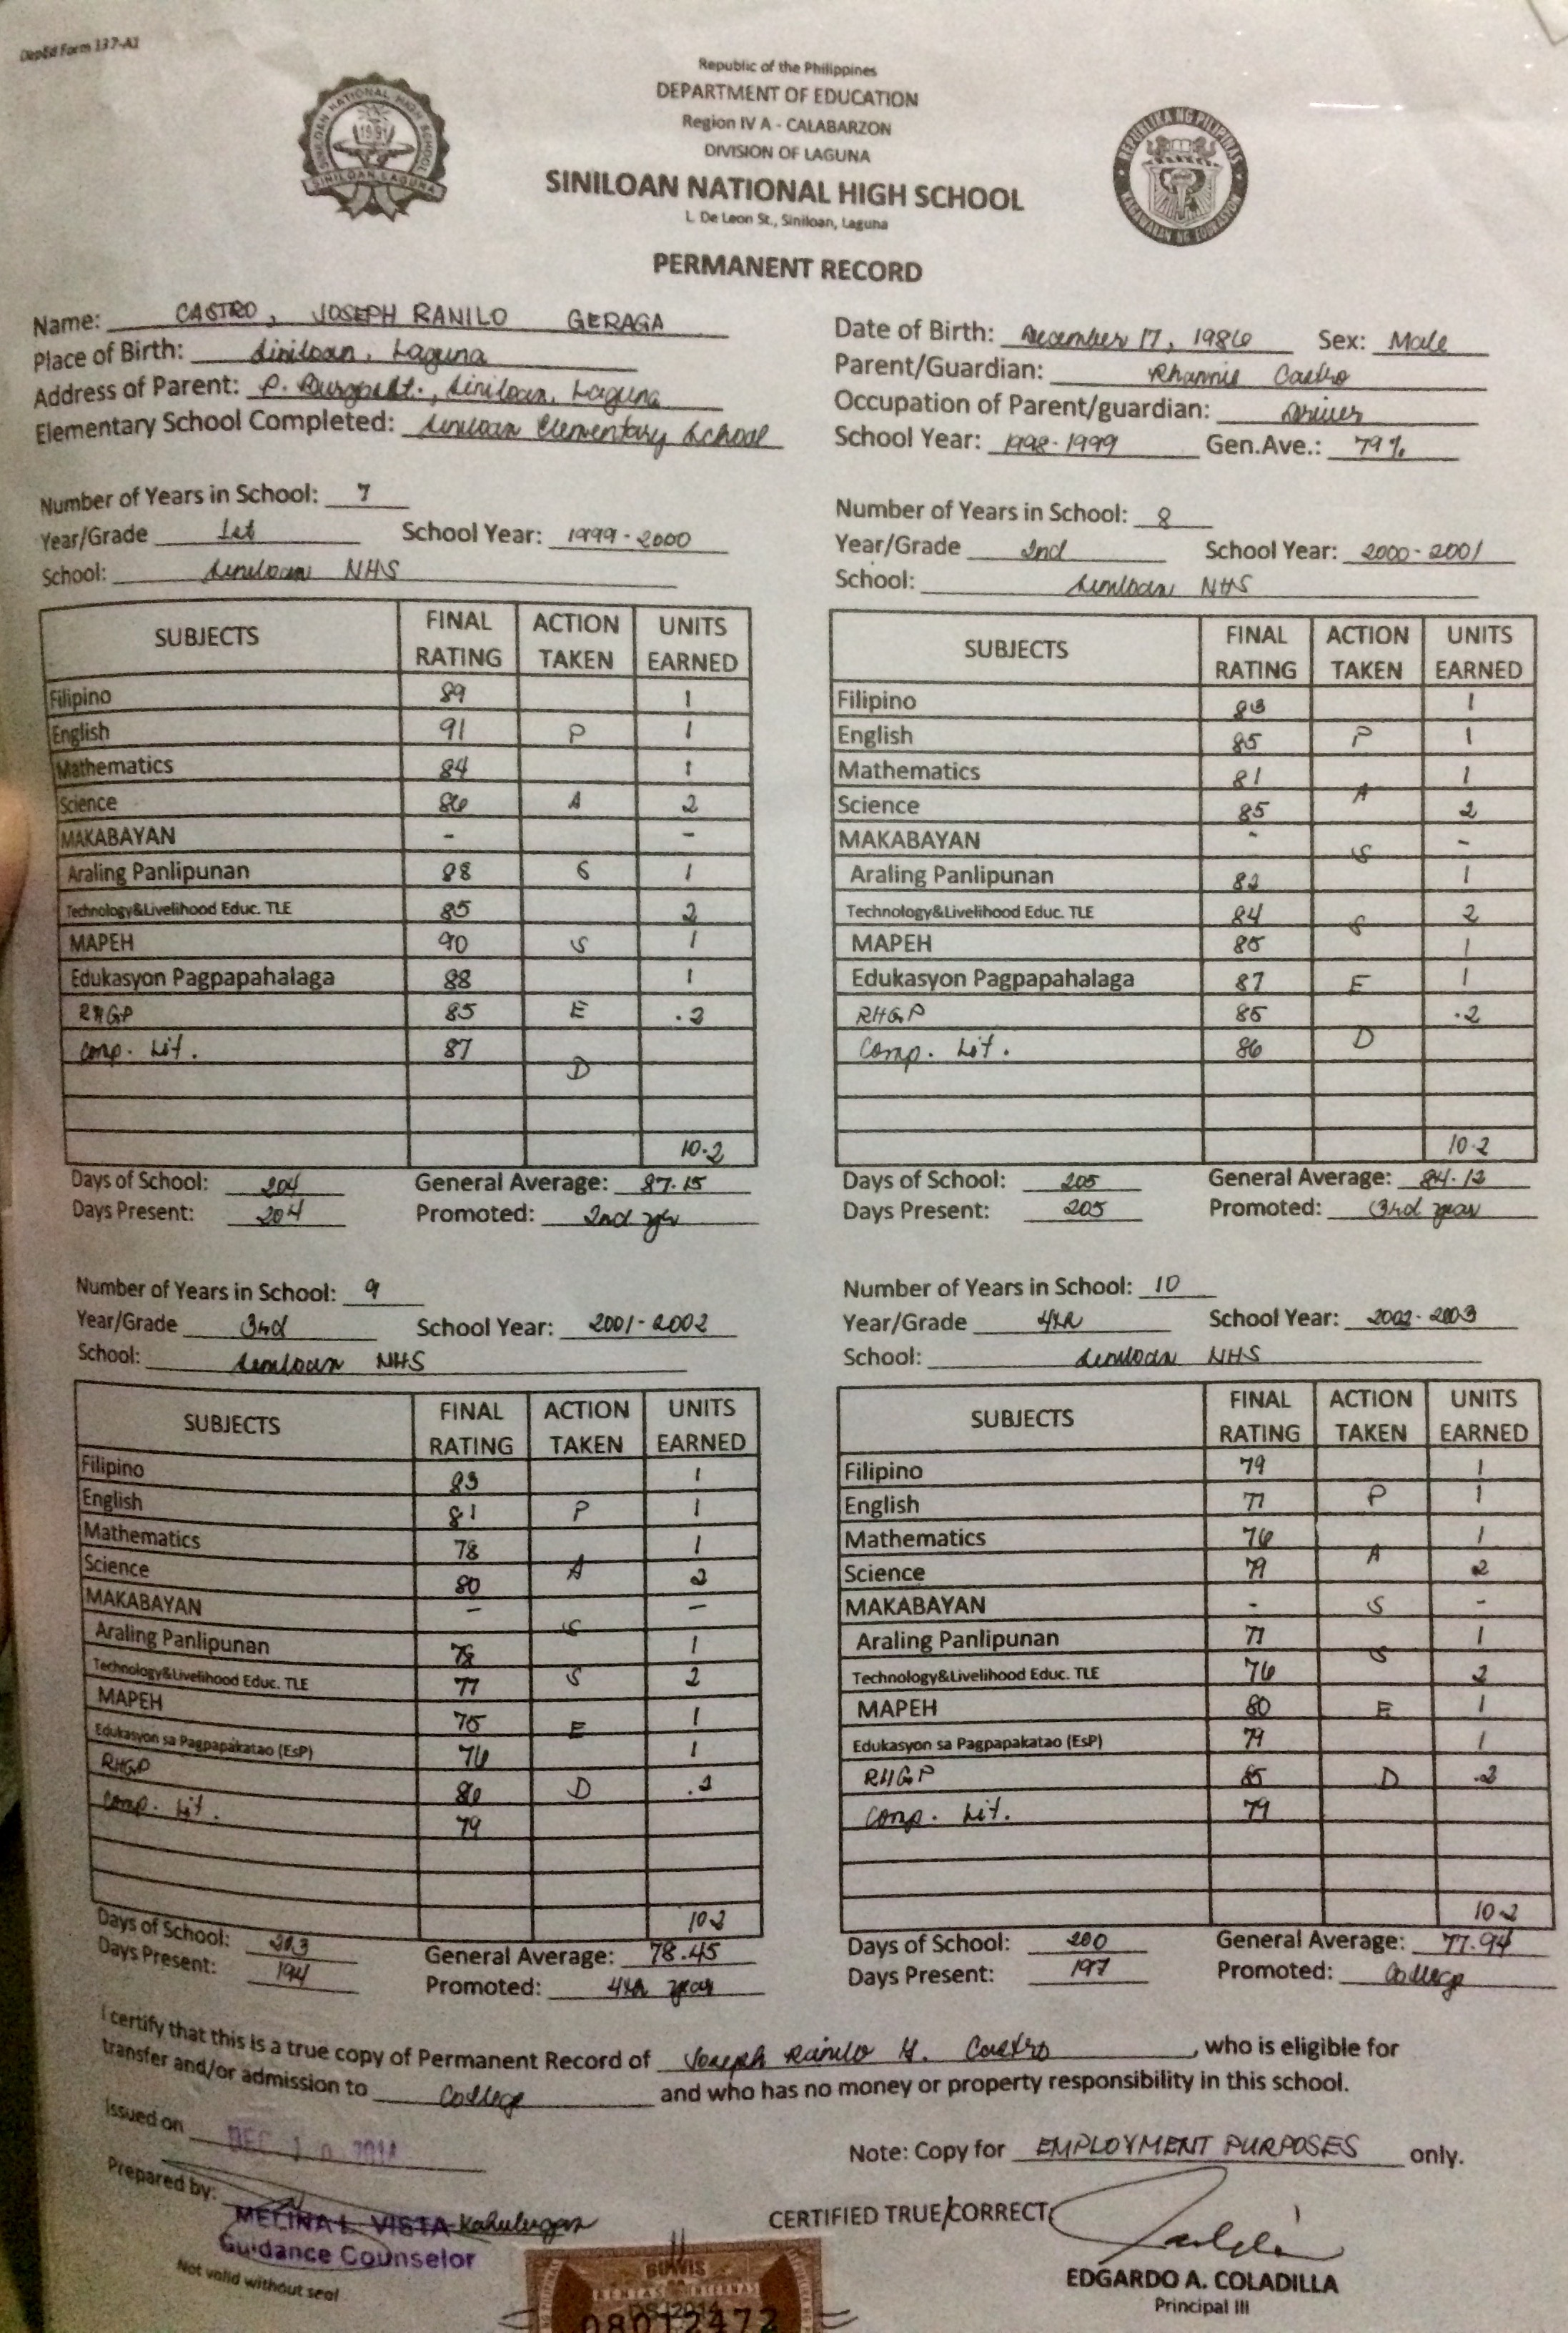 DepEd Form 137-A1
Republic of the Philippines
DEPARTMENT OF EDUCATION
Region IV A - CALABARZON
DIVISION OF LAGUNA
SINILOAN NATIONAL HIGH SCHOOL
L. De Leon St., Siniloan, Laguna
SINILOAN NATIONAL HIGH SCHOOL
SINILOAN LAGUNA
REPUBLIKA NG PILIPINAS
KAGAWARAN NG EDUKASYON
PERMANENT RECORD
Name: CASTRO, JOSEPH RANILO GERAGA
Place of Birth: Siniloan, Laguna
Address of Parent: P. Burgos St., Siniloan, Laguna
Elementary School Completed: Siniloan Elementary School
Date of Birth: December 17, 1986 Sex: Male
Parent/Guardian: Rhannie Castro
Occupation of Parent/guardian: Driver
School Year: 1998-1999 Gen.Ave.: 79%
Number of Years in School: 7
Year/Grade 1st School Year: 1999-2000
School: Siniloan NHS
SUBJECTS FINAL RATING ACTION TAKEN UNITS EARNED
Filipino 89 1
English 91 P 1
Mathematics 84 1
Science 86 A 2
MAKABAYAN - -
Araling Panlipunan 88 S 1
Technology&Livelihood Educ. TLE 85 2
MAPEH 90 S 1
Edukasyon Pagpapahalaga 88 1
RHGP 85 E .2
Comp. Lit. 87
D
10.2
Days of School: 204 General Average: 87.15
Days Present: 204 Promoted: 2nd yr
Number of Years in School: 8
Year/Grade 2nd School Year: 2000-2001
School: Siniloan NHS
SUBJECTS FINAL RATING ACTION TAKEN UNITS EARNED
Filipino 83 1
English 85 P 1
Mathematics 81 1
Science 85 A 2
MAKABAYAN - -
S
Araling Panlipunan 82 1
Technology&Livelihood Educ. TLE 84 S 2
MAPEH 85 1
Edukasyon Pagpapahalaga 87 E 1
RHGP 85 .2
Comp. Lit. 86 D
10.2
Days of School: 205 General Average: 84.12
Days Present: 205 Promoted: 3rd year
Number of Years in School: 9
Year/Grade 3rd School Year: 2001-2002
School: Siniloan NHS
SUBJECTS FINAL RATING ACTION TAKEN UNITS EARNED
Filipino 83 1
English 81 P 1
Mathematics 78 1
Science 80 A 2
MAKABAYAN - -
Araling Panlipunan 78 S 1
Technology&Livelihood Educ. TLE 77 S 2
MAPEH 75 E 1
Edukasyon sa Pagpapakatao (EsP) 76 1
RHGP 86 D .2
Comp. Lit. 79
10.2
Days of School: 203 General Average: 78.45
Days Present: 194 Promoted: 4th year
Number of Years in School: 10
Year/Grade 4th School Year: 2002-2003
School: Siniloan NHS
SUBJECTS FINAL RATING ACTION TAKEN UNITS EARNED
Filipino 79 1
English 77 P 1
Mathematics 76 1
Science 79 A 2
MAKABAYAN - S -
Araling Panlipunan 77 1
Technology&Livelihood Educ. TLE 76 S 2
MAPEH 80 E 1
Edukasyon sa Pagpapakatao (EsP) 79 1
RHGP 85 D .2
Comp. Lit. 79
10.2
Days of School: 200 General Average: 77.94
Days Present: 197 Promoted: College
I certify that this is a true copy of Permanent Record of Joseph Ranilo G. Castro, who is eligible for
transfer and/or admission to College and who has no money or property responsibility in this school.
Issued on DEC 10 2014
Note: Copy for EMPLOYMENT PURPOSES only.
Prepared by:
MELINA L. VISTA
Guidance Counselor
Not valid without seal
CERTIFIED TRUE/CORRECT
EDGARDO A. COLADILLA
Principal III
RENTAS INTERNAS
08012472